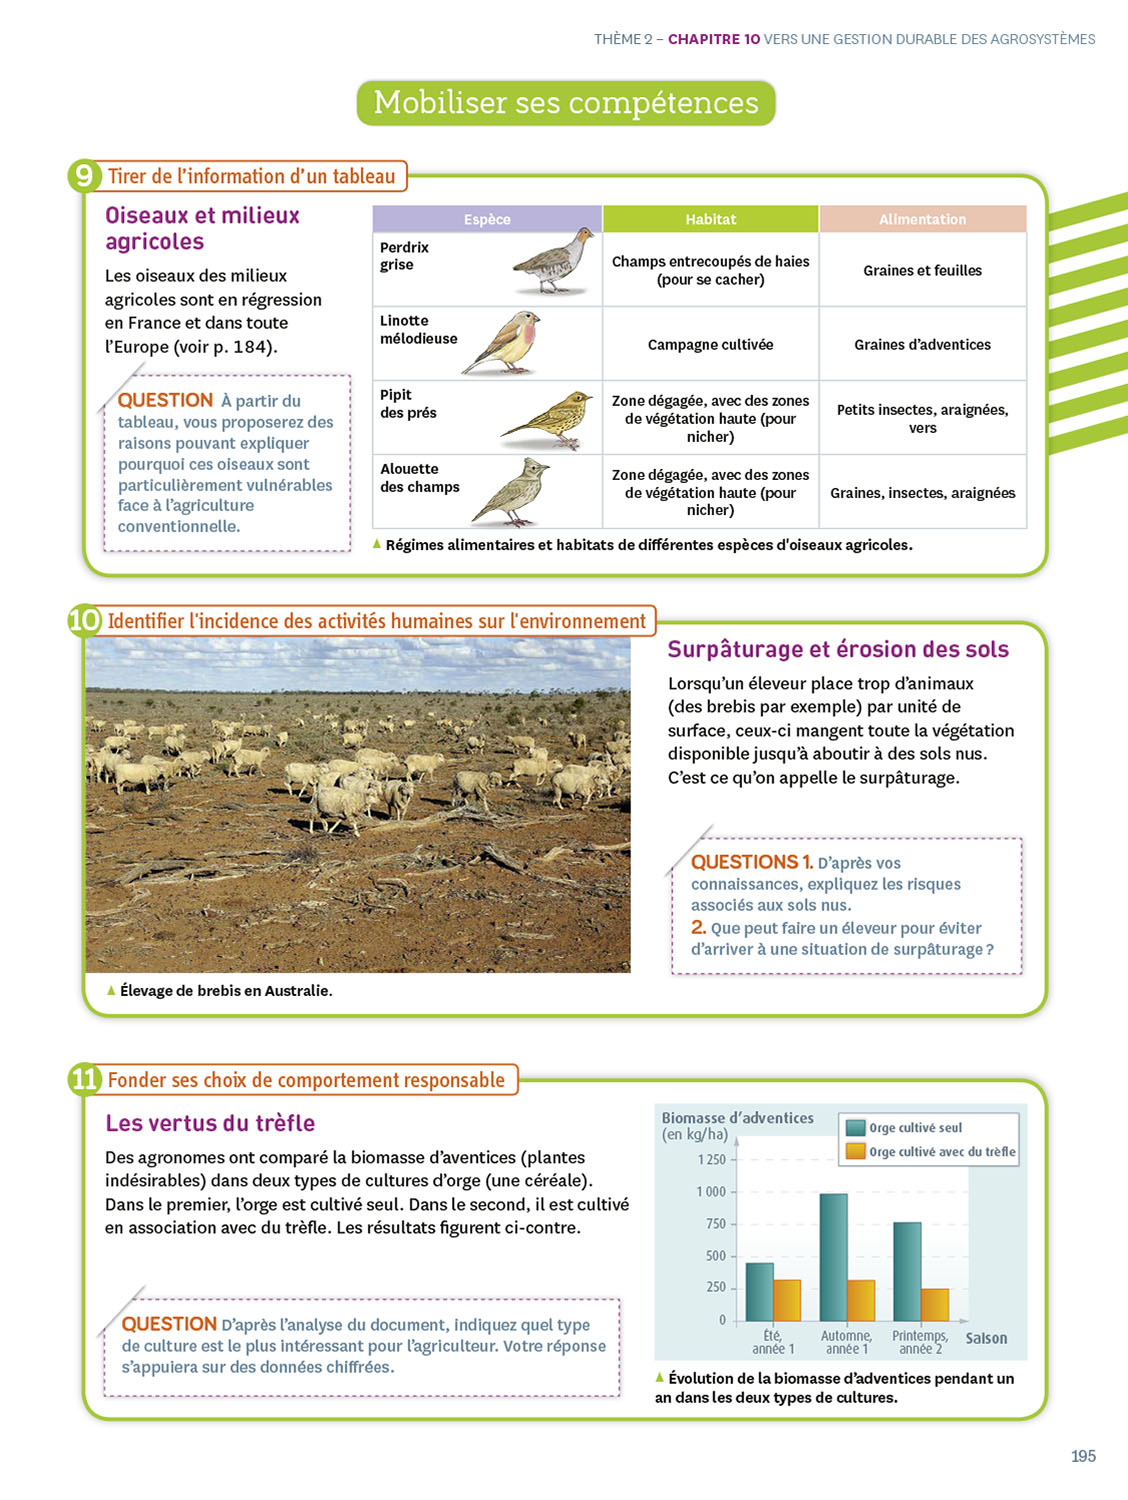 THÈME 2 – CHAPITRE 10 VERS UNE GESTION DURABLE DES AGROSYSTÈMES
Mobiliser ses compétences
9 Tirer de l'information d'un tableau
Oiseaux et milieux
agricoles
Les oiseaux des milieux
agricoles sont en régression
en France et dans toute
l'Europe (voir p. 184).
QUESTION À partir du
tableau, vous proposerez des
raisons pouvant expliquer
pourquoi ces oiseaux sont
particulièrement vulnérables
face à l'agriculture
conventionnelle.
Espèce Habitat Alimentation
Perdrix
grise
Champs entrecoupés de haies
(pour se cacher)
Graines et feuilles
Linotte
mélodieuse
Campagne cultivée
Graines d'adventices
Pipit
des prés
Zone dégagée, avec des zones
de végétation haute (pour
nicher)
Petits insectes, araignées,
vers
Alouette
des champs
Zone dégagée, avec des zones
de végétation haute (pour
nicher)
Graines, insectes, araignées
Régimes alimentaires et habitats de différentes espèces d'oiseaux agricoles.
10 Identifier l'incidence des activités humaines sur l'environnement
Surpâturage et érosion des sols
Lorsqu'un éleveur place trop d'animaux
(des brebis par exemple) par unité de
surface, ceux-ci mangent toute la végétation
disponible jusqu'à aboutir à des sols nus.
C'est ce qu'on appelle le surpâturage.
QUESTIONS 1. D'après vos
connaissances, expliquez les risques
associés aux sols nus.
2. Que peut faire un éleveur pour éviter
d'arriver à une situation de surpâturage ?
Élevage de brebis en Australie.
11 Fonder ses choix de comportement responsable
Les vertus du trèfle
Des agronomes ont comparé la biomasse d'aventices (plantes
indésirables) dans deux types de cultures d'orge (une céréale).
Dans le premier, l'orge est cultivé seul. Dans le second, il est cultivé
en association avec du trèfle. Les résultats figurent ci-contre.
QUESTION D'après l'analyse du document, indiquez quel type
de culture est le plus intéressant pour l'agriculteur. Votre réponse
s'appuiera sur des données chiffrées.
Biomasse d'adventices
(en kg/ha)
Orge cultivé seul
Orge cultivé avec du trèfle
1 250
1 000
750
500
250
0
Été,
année 1
Automne,
année 1
Printemps,
année 2
Saison
Évolution de la biomasse d'adventices pendant un
an dans les deux types de cultures.
195